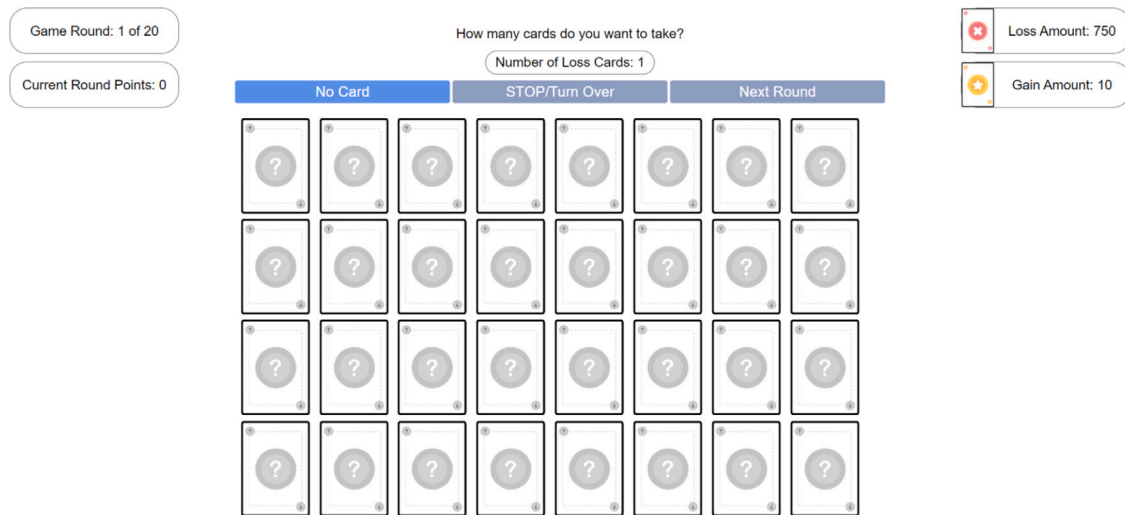 Game Round: 1 of 20
Current Round Points: 0
How many cards do you want to take?
Number of Loss Cards: 1
No Card
STOP/Turn Over
Next Round
Loss Amount: 750
Gain Amount: 10
? ? ? ? ? ? ? ?
? ? ? ? ? ? ? ?
? ? ? ? ? ? ? ?
? ? ? ? ? ? ? ?